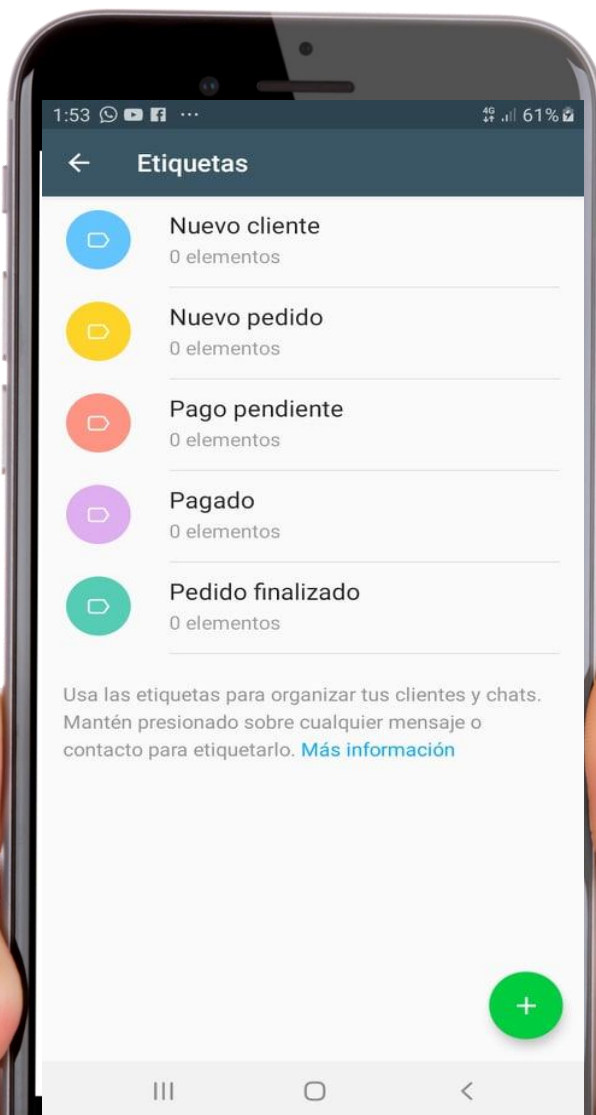 1:53 ... 4G 61%
Etiquetas
Nuevo cliente
0 elementos
Nuevo pedido
0 elementos
Pago pendiente
0 elementos
Pagado
0 elementos
Pedido finalizado
0 elementos
Usa las etiquetas para organizar tus clientes y chats.
Mantén presionado sobre cualquier mensaje o
contacto para etiquetarlo. Más información